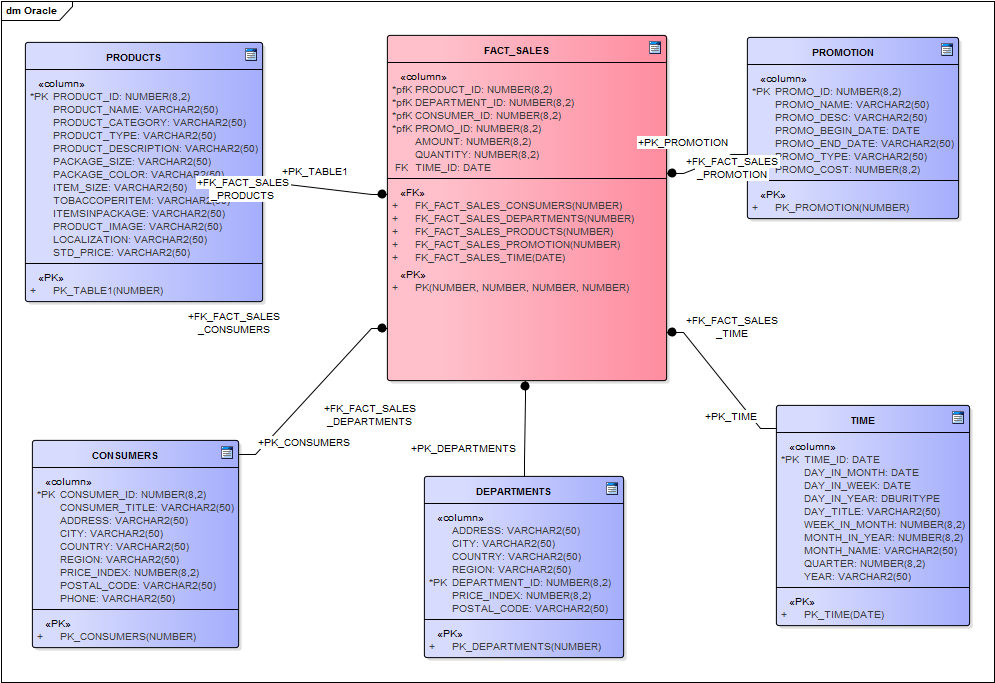 dm Oracle
PRODUCTS
«column»
*PK PRODUCT_ID: NUMBER(8,2)
PRODUCT_NAME: VARCHAR2(50)
PRODUCT_CATEGORY: VARCHAR2(50)
PRODUCT_TYPE: VARCHAR2(50)
PRODUCT_DESCRIPTION: VARCHAR2(50)
PACKAGE_SIZE: VARCHAR2(50)
PACKAGE_COLOR: VARCHAR2(50)
ITEM_SIZE: VARCHAR2(50)
TOBACCOPERITEM: VARCHAR2(50)
ITEMSINPACKAGE: VARCHAR2(50)
PRODUCT_IMAGE: VARCHAR2(50)
LOCALIZATION: VARCHAR2(50)
STD_PRICE: VARCHAR2(50)
«PK»
+ PK_TABLE1(NUMBER)
+PK_TABLE1
+FK_FACT_SALES
_PRODUCTS
FACT_SALES
«column»
*pfK PRODUCT_ID: NUMBER(8,2)
*pfK DEPARTMENT_ID: NUMBER(8,2)
*pfK CONSUMER_ID: NUMBER(8,2)
*pfK PROMO_ID: NUMBER(8,2)
AMOUNT: NUMBER(8,2)
QUANTITY: NUMBER(8,2)
FK TIME_ID: DATE
«FK»
+ FK_FACT_SALES_CONSUMERS(NUMBER)
+ FK_FACT_SALES_DEPARTMENTS(NUMBER)
+ FK_FACT_SALES_PRODUCTS(NUMBER)
+ FK_FACT_SALES_PROMOTION(NUMBER)
+ FK_FACT_SALES_TIME(DATE)
«PK»
+ PK(NUMBER, NUMBER, NUMBER, NUMBER)
PROMOTION
«column»
*PK PROMO_ID: NUMBER(8,2)
PROMO_NAME: VARCHAR2(50)
PROMO_DESC: VARCHAR2(50)
PROMO_BEGIN_DATE: DATE
PROMO_END_DATE: VARCHAR2(50)
PROMO_TYPE: VARCHAR2(50)
PROMO_COST: NUMBER(8,2)
«PK»
+ PK_PROMOTION(NUMBER)
+PK_PROMOTION
+FK_FACT_SALES
_PROMOTION
+FK_FACT_SALES
_CONSUMERS
+FK_FACT_SALES
_TIME
+FK_FACT_SALES
_DEPARTMENTS
+PK_CONSUMERS
+PK_DEPARTMENTS
+PK_TIME
CONSUMERS
«column»
*PK CONSUMER_ID: NUMBER(8,2)
CONSUMER_TITLE: VARCHAR2(50)
ADDRESS: VARCHAR2(50)
CITY: VARCHAR2(50)
COUNTRY: VARCHAR2(50)
REGION: VARCHAR2(50)
PRICE_INDEX: NUMBER(8,2)
POSTAL_CODE: VARCHAR2(50)
PHONE: VARCHAR2(50)
«PK»
+ PK_CONSUMERS(NUMBER)
DEPARTMENTS
«column»
ADDRESS: VARCHAR2(50)
CITY: VARCHAR2(50)
COUNTRY: VARCHAR2(50)
REGION: VARCHAR2(50)
*PK DEPARTMENT_ID: NUMBER(8,2)
PRICE_INDEX: NUMBER(8,2)
POSTAL_CODE: VARCHAR2(50)
«PK»
+ PK_DEPARTMENTS(NUMBER)
TIME
«column»
*PK TIME_ID: DATE
DAY_IN_MONTH: DATE
DAY_IN_WEEK: DATE
DAY_IN_YEAR: DBURITYPE
DAY_TITLE: VARCHAR2(50)
WEEK_IN_MONTH: NUMBER(8,2)
MONTH_IN_YEAR: NUMBER(8,2)
MONTH_NAME: VARCHAR2(50)
QUARTER: NUMBER(8,2)
YEAR: VARCHAR2(50)
«PK»
+ PK_TIME(DATE)